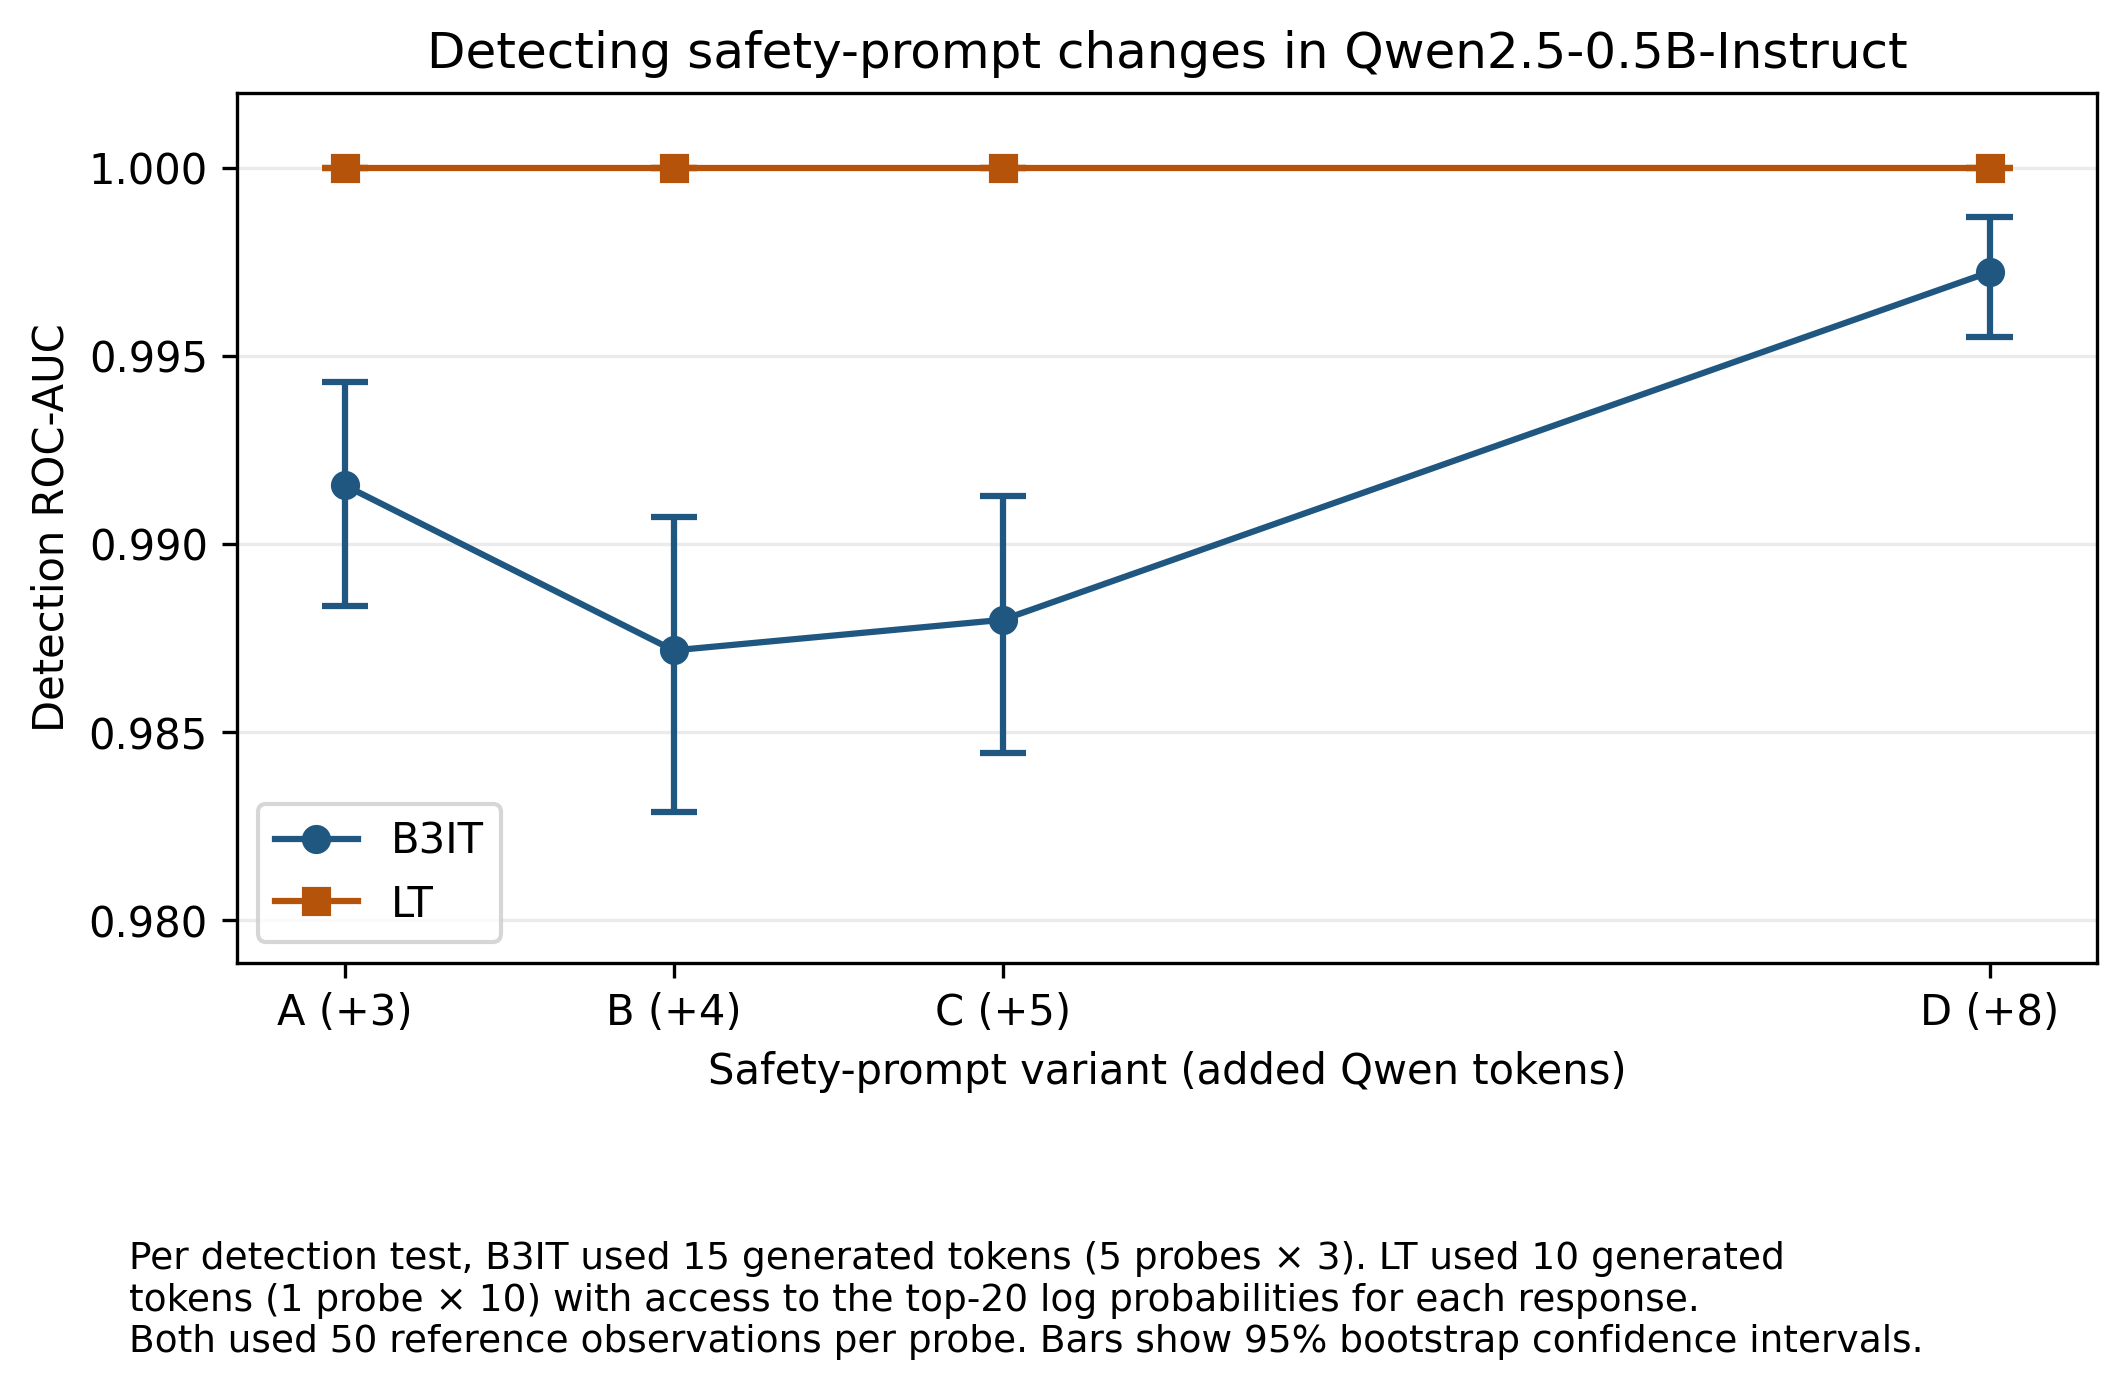 Detecting safety-prompt changes in Qwen2.5-0.5B-Instruct
Detection ROC-AUC
1.000
0.995
0.990
0.985
0.980
B3IT
LT
A (+3)
B (+4)
C (+5)
D (+8)
Safety-prompt variant (added Qwen tokens)
Per detection test, B3IT used 15 generated tokens (5 probes × 3). LT used 10 generated
tokens (1 probe × 10) with access to the top-20 log probabilities for each response.
Both used 50 reference observations per probe. Bars show 95% bootstrap confidence intervals.